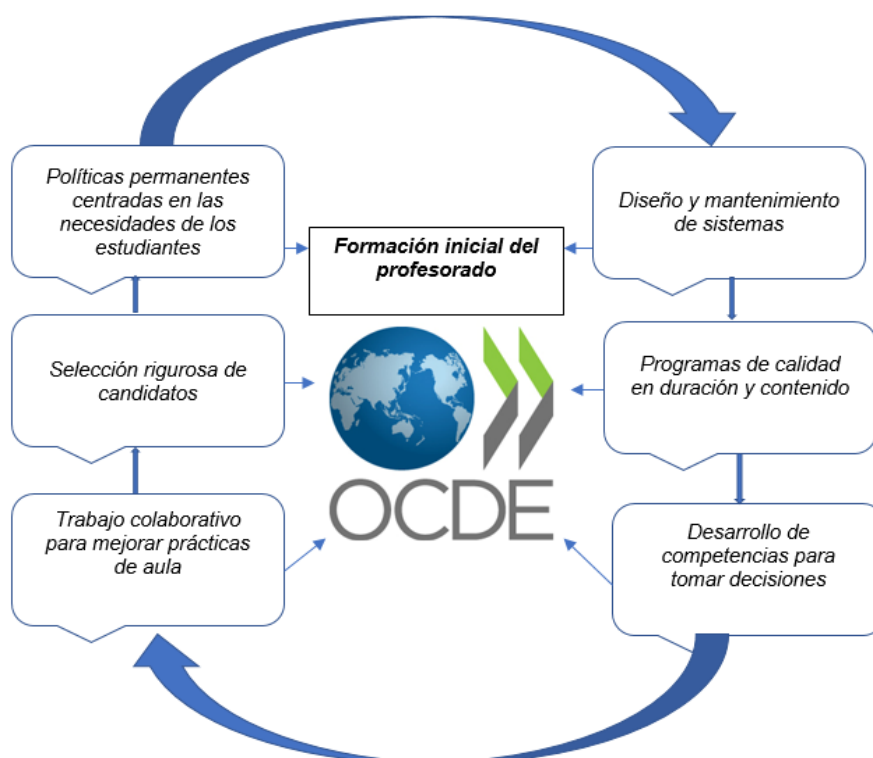 Políticas permanentes
centradas en las
necesidades de los
estudiantes
Diseño y mantenimiento
de sistemas
Formación inicial del
profesorado
Selección rigurosa de
candidatos
Programas de calidad
en duración y contenido
OCDE
Trabajo colaborativo
para mejorar prácticas
de aula
Desarrollo de
competencias para
tomar decisiones